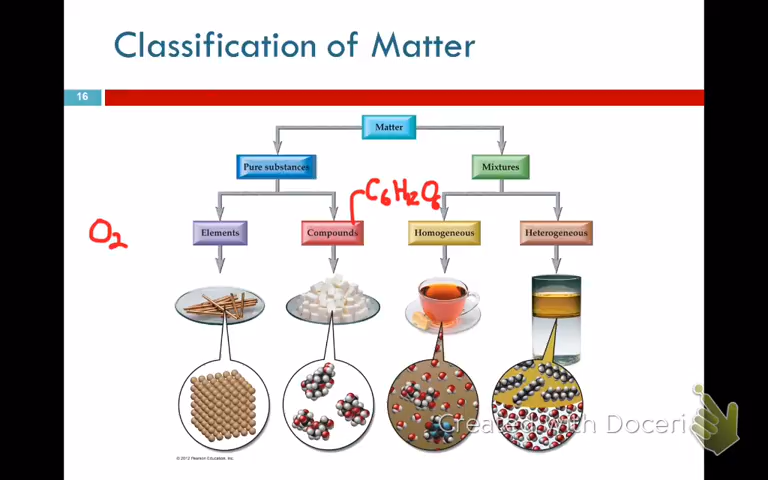 Classification of Matter
16
Matter
Pure substances
Mixtures
C₆H₁₂O₆
O₂
Elements
Compounds
Homogeneous
Heterogeneous
Created with Doceri
© 2012 Pearson Education, Inc.